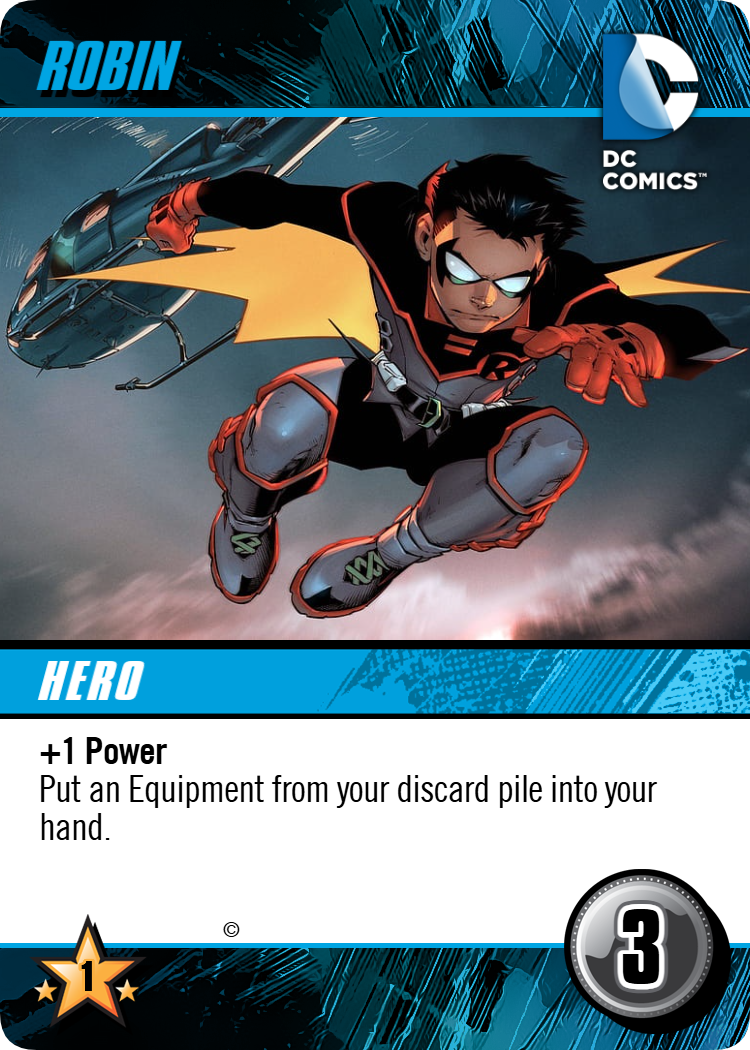 ROBIN
DC
COMICS™
R
HERO
+1 Power
Put an Equipment from your discard pile into your
hand.
©
1
3